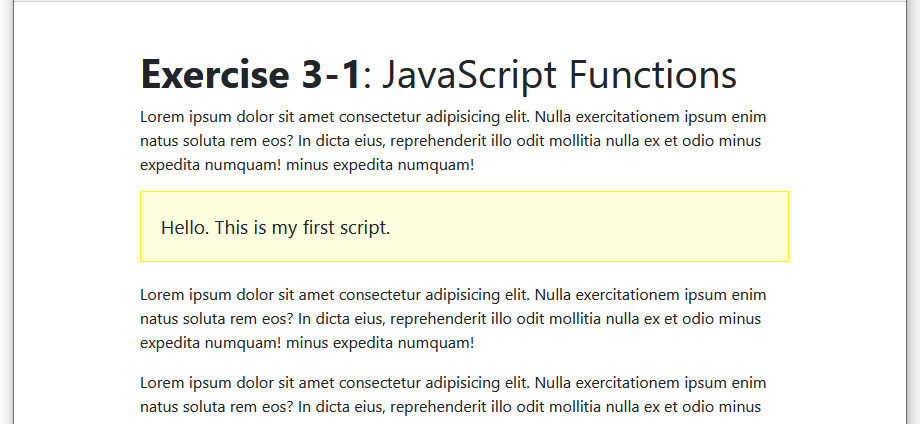 Exercise 3-1: JavaScript Functions
Lorem ipsum dolor sit amet consectetur adipisicing elit. Nulla exercitationem ipsum enim
natus soluta rem eos? In dicta eius, reprehenderit illo odit mollitia nulla ex et odio minus
expedita numquam! minus expedita numquam!
Hello. This is my first script.
Lorem ipsum dolor sit amet consectetur adipisicing elit. Nulla exercitationem ipsum enim
natus soluta rem eos? In dicta eius, reprehenderit illo odit mollitia nulla ex et odio minus
expedita numquam! minus expedita numquam!
Lorem ipsum dolor sit amet consectetur adipisicing elit. Nulla exercitationem ipsum enim
natus soluta rem eos? In dicta eius, reprehenderit illo odit mollitia nulla ex et odio minus